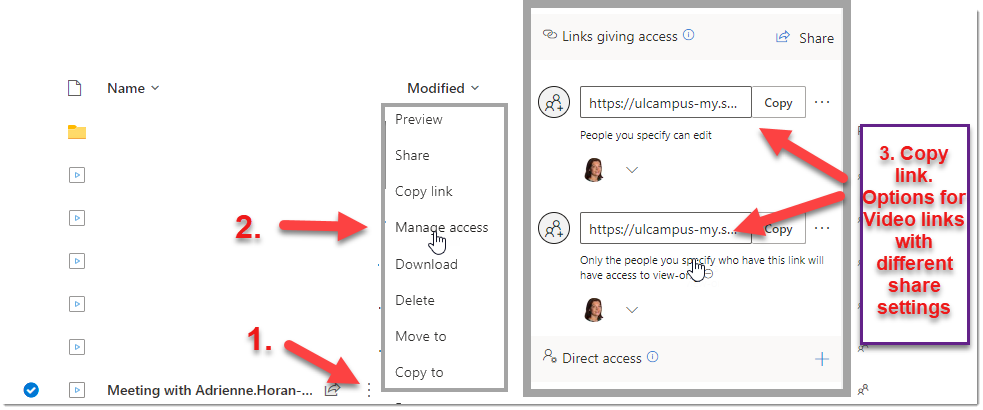 Links giving access
Share
Name
Modified
https://ulcampus-my.s...
Copy
...
People you specify can edit
Preview
Share
Copy link
Manage access
Download
Delete
Move to
Copy to
2.
https://ulcampus-my.s...
Copy
...
Only the people you specify who have this link will
have access to view-on
Direct access
1.
Meeting with Adrienne.Horan-...
3. Copy
link.
Options for
Video links
with
different
share
settings